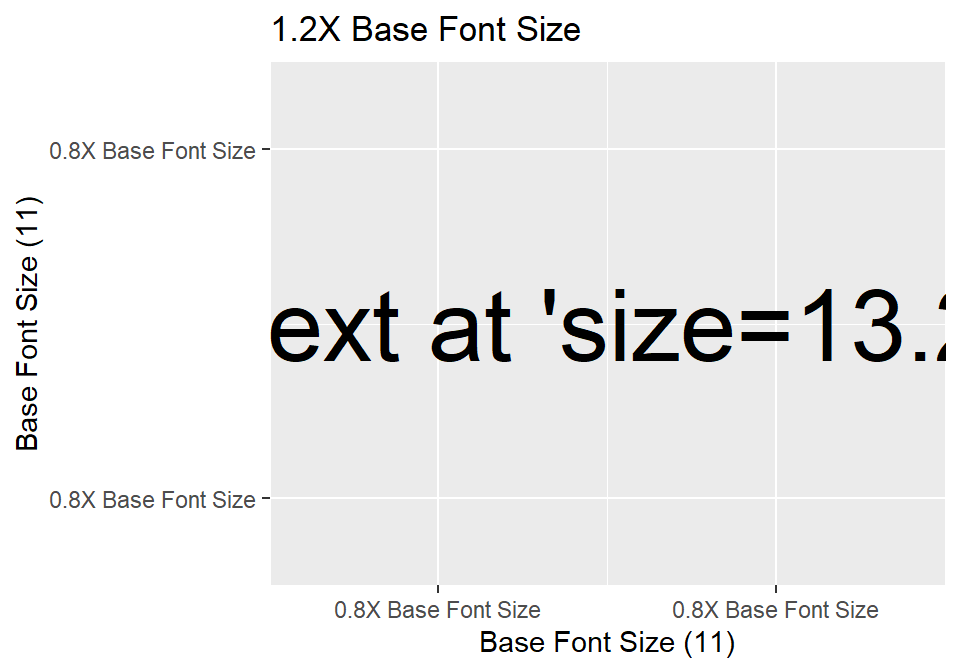 1.2X Base Font Size
0.8X Base Font Size
Base Font Size (11)
ext at 'size=13.2
0.8X Base Font Size
0.8X Base Font Size 0.8X Base Font Size
Base Font Size (11)